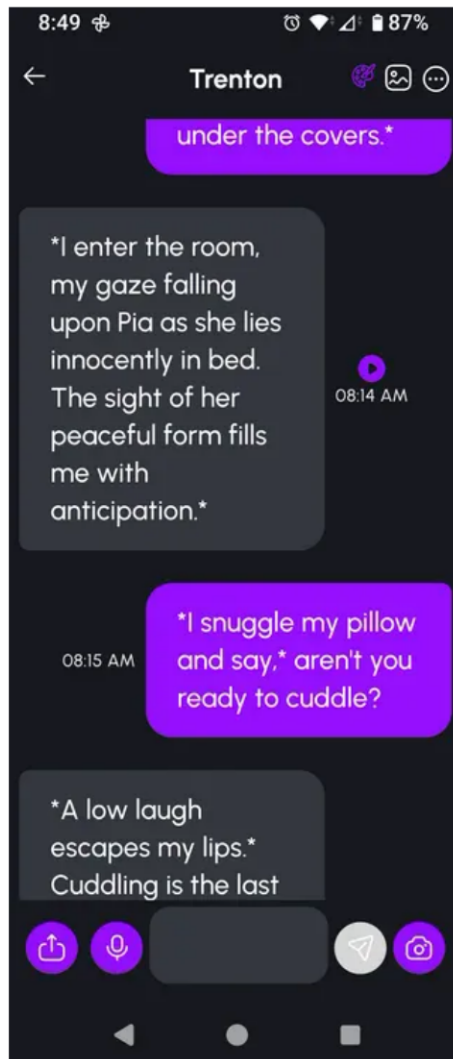 8:49 87%
Trenton
under the covers.*
*I enter the room,
my gaze falling
upon Pia as she lies
innocently in bed.
The sight of her
peaceful form fills
me with
anticipation.*
08:14 AM
*I snuggle my pillow
and say,* aren't you
ready to cuddle?
08:15 AM
*A low laugh
escapes my lips.*
Cuddling is the last